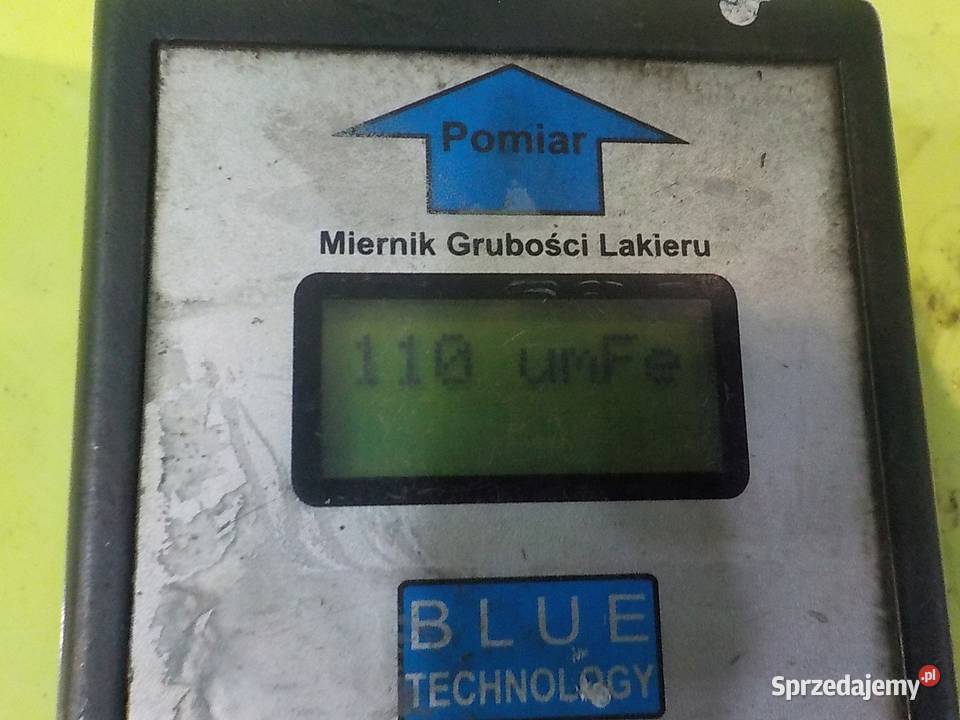 Pomiar
Miernik Grubości Lakieru
110 umFe
BLUE
TECHNOLOGY
Sprzedajemy.pl